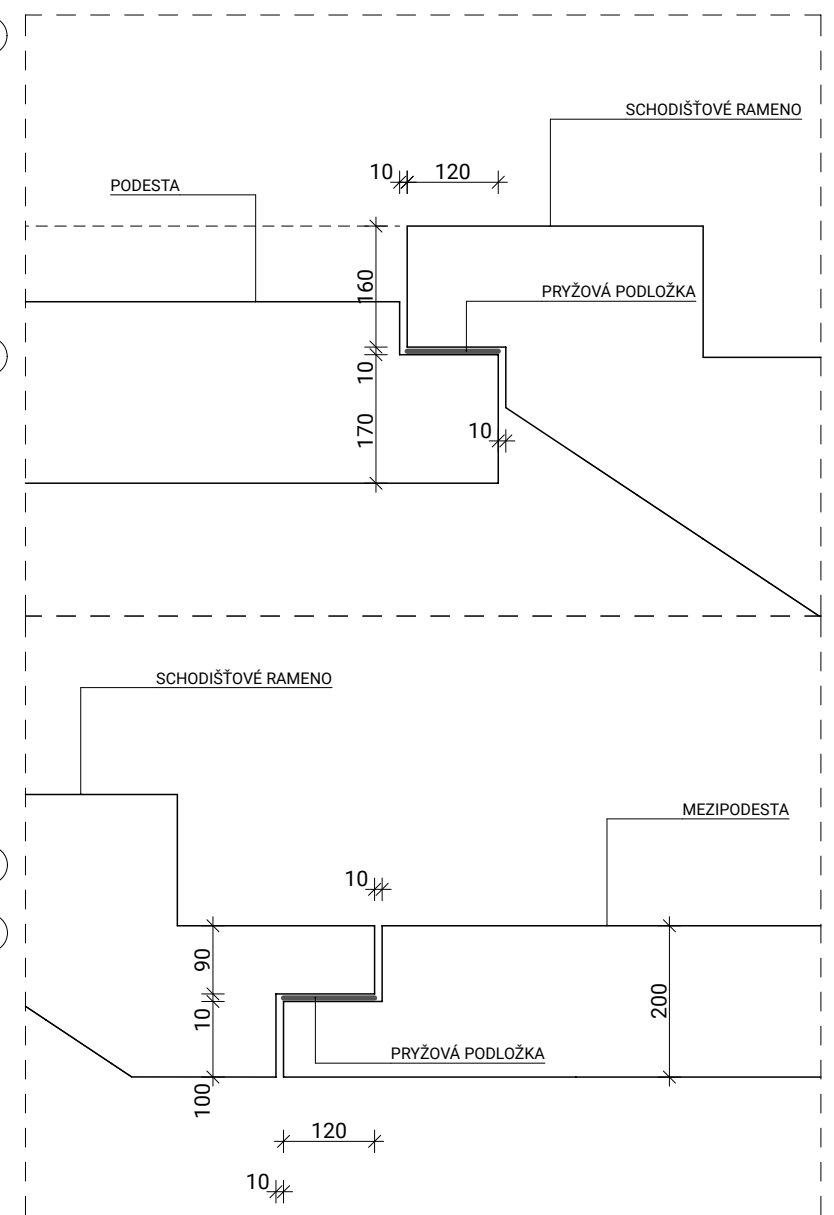 SCHODIŠŤOVÉ RAMENO
10 120
PODESTA
160
PRYŽOVÁ PODLOŽKA
10
170
10
SCHODIŠŤOVÉ RAMENO
MEZIPODESTA
10
90
10
200
PRYŽOVÁ PODLOŽKA
100
120
10